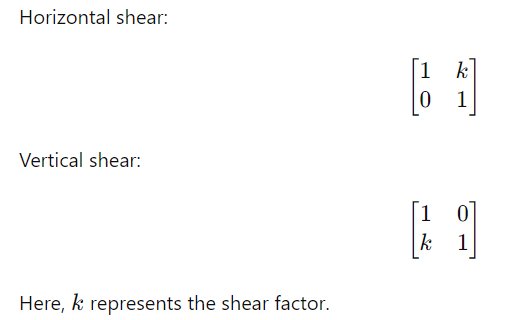 Horizontal shear:
[1 k
0 1]
Vertical shear:
[1 0
k 1]
Here, k represents the shear factor.